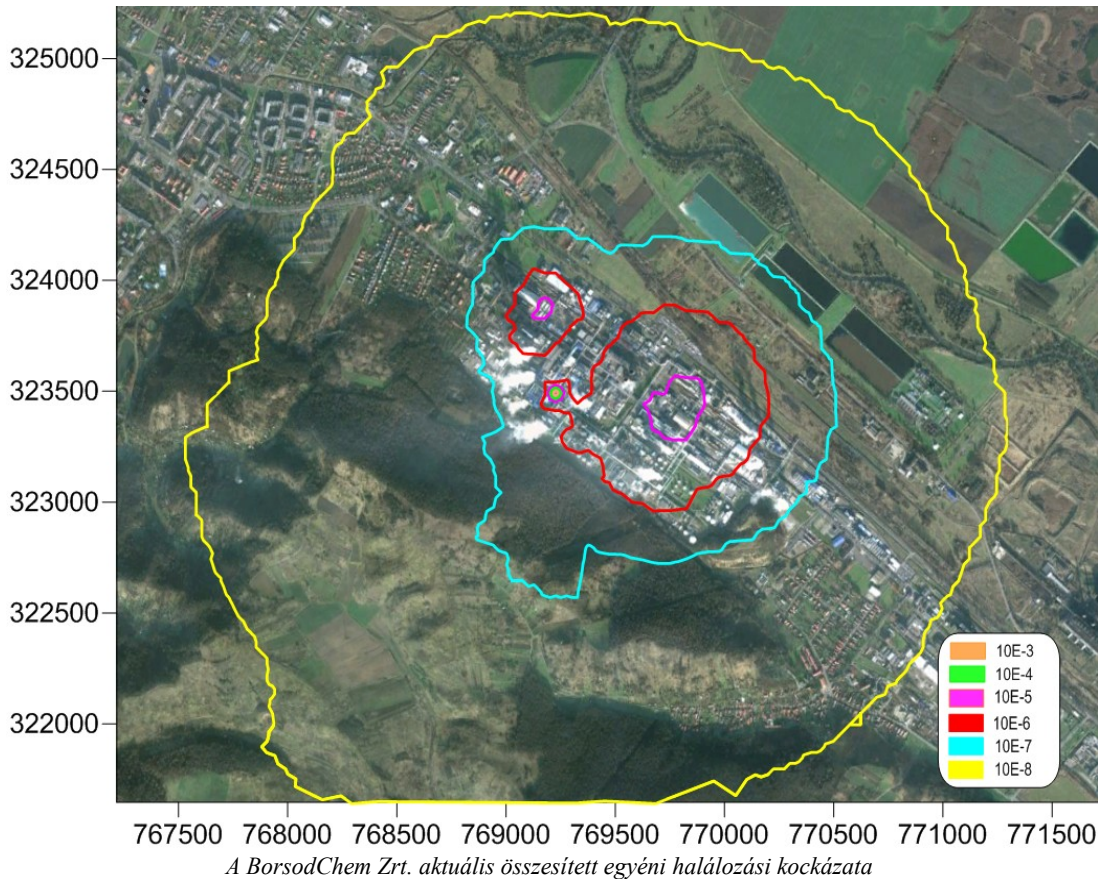 325000
324500
324000
323500
323000
322500
322000
10E-3
10E-4
10E-5
10E-6
10E-7
10E-8
767500 768000 768500 769000 769500 770000 770500 771000 771500
A BorsodChem Zrt. aktuális összesített egyéni halálozási kockázata